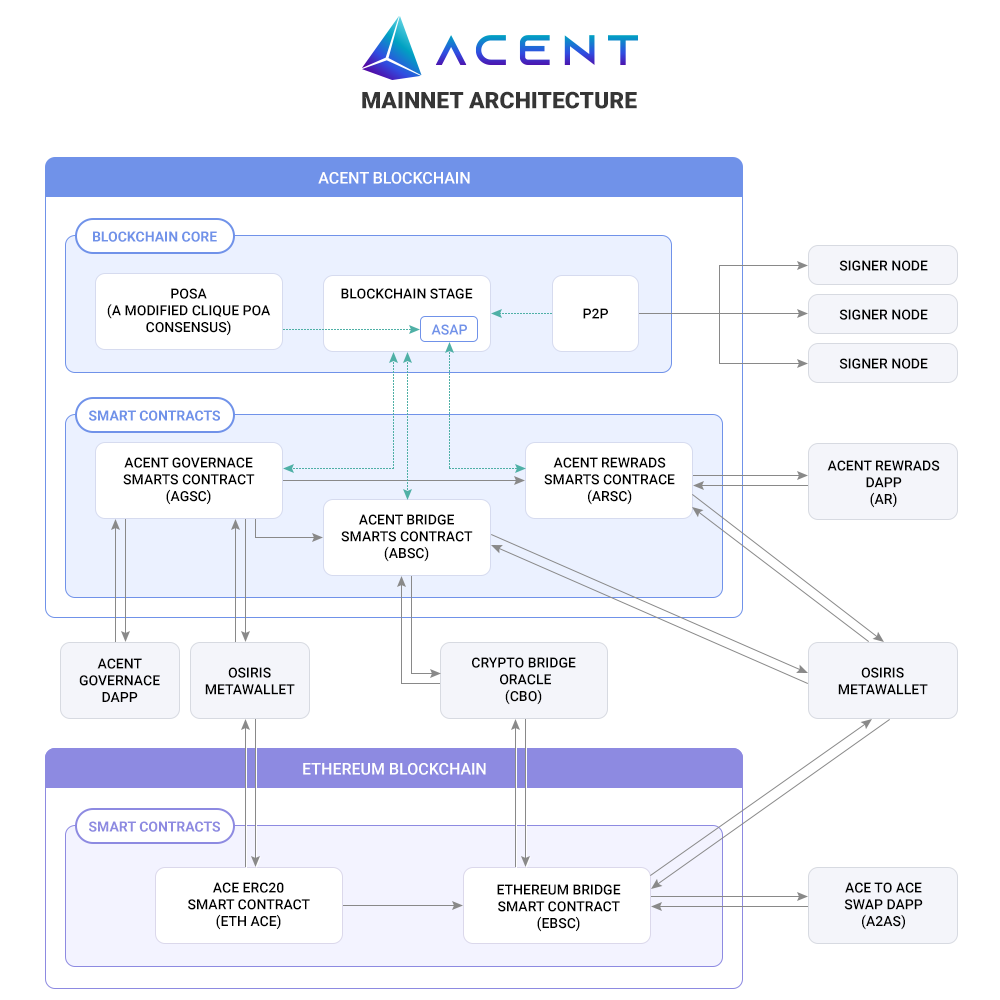 ACENT
MAINNET ARCHITECTURE
ACENT BLOCKCHAIN
BLOCKCHAIN CORE
POSA
(A MODIFIED CLIQUE POA
CONSENSUS)
BLOCKCHAIN STAGE
ASAP
P2P
SIGNER NODE
SIGNER NODE
SIGNER NODE
SMART CONTRACTS
ACENT GOVERNACE
SMARTS CONTRACT
(AGSC)
ACENT BRIDGE
SMARTS CONTRACT
(ABSC)
ACENT REWRADS
SMARTS CONTRACE
(ARSC)
ACENT REWRADS
DAPP
(AR)
ACENT
GOVERNACE
DAPP
OSIRIS
METAWALLET
CRYPTO BRIDGE
ORACLE
(CBO)
OSIRIS
METAWALLET
ETHEREUM BLOCKCHAIN
SMART CONTRACTS
ACE ERC20
SMART CONTRACT
(ETH ACE)
ETHEREUM BRIDGE
SMART CONTRACT
(EBSC)
ACE TO ACE
SWAP DAPP
(A2AS)